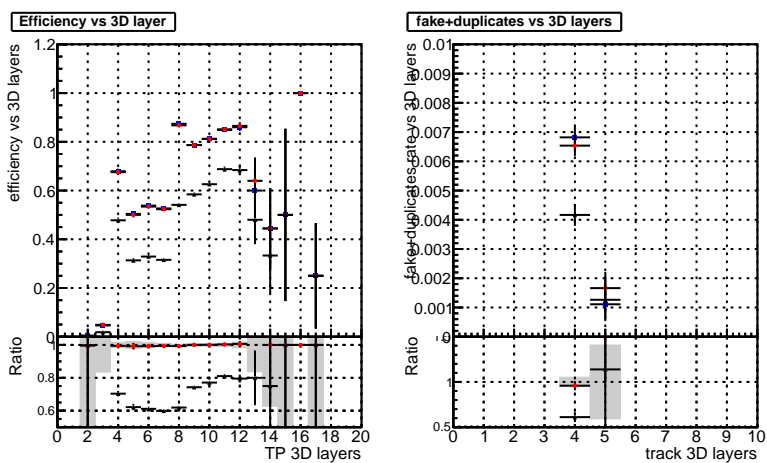 Efficiency vs 3D layer
efficiency vs 3D layers
1.2
1
0.8
0.6
0.4
0.2
0
Ratio
1
0.8
0.6
0 2 4 6 8 10 12 14 16 18 20
TP 3D layers
fake+duplicates vs 3D layers
fake+duplicates rate vs 3D layers
0.01
0.009
0.008
0.007
0.006
0.005
0.004
0.003
0.002
0.001
Ratio
1
0.5
0 1 2 3 4 5 6 7 8 9 10
track 3D layers